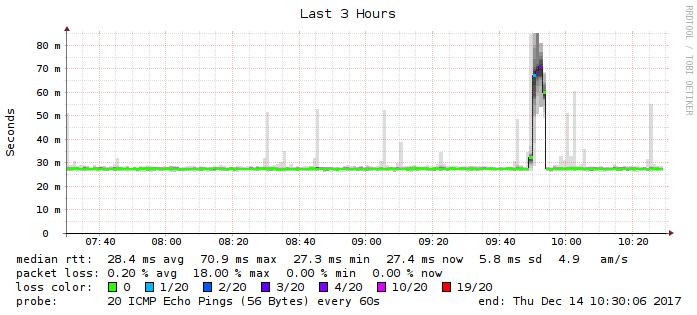 Last 3 Hours
RRDTOOL / TOBI OETIKER
Seconds
80 m
70 m
60 m
50 m
40 m
30 m
20 m
10 m
0
07:40 08:00 08:20 08:40 09:00 09:20 09:40 10:00 10:20
median rtt: 28.4 ms avg 70.9 ms max 27.3 ms min 27.4 ms now 5.8 ms sd 4.9 am/s
packet loss: 0.20 % avg 18.00 % max 0.00 % min 0.00 % now
loss color: 0 1/20 2/20 3/20 4/20 10/20 19/20
probe: 20 ICMP Echo Pings (56 Bytes) every 60s end: Thu Dec 14 10:30:06 2017